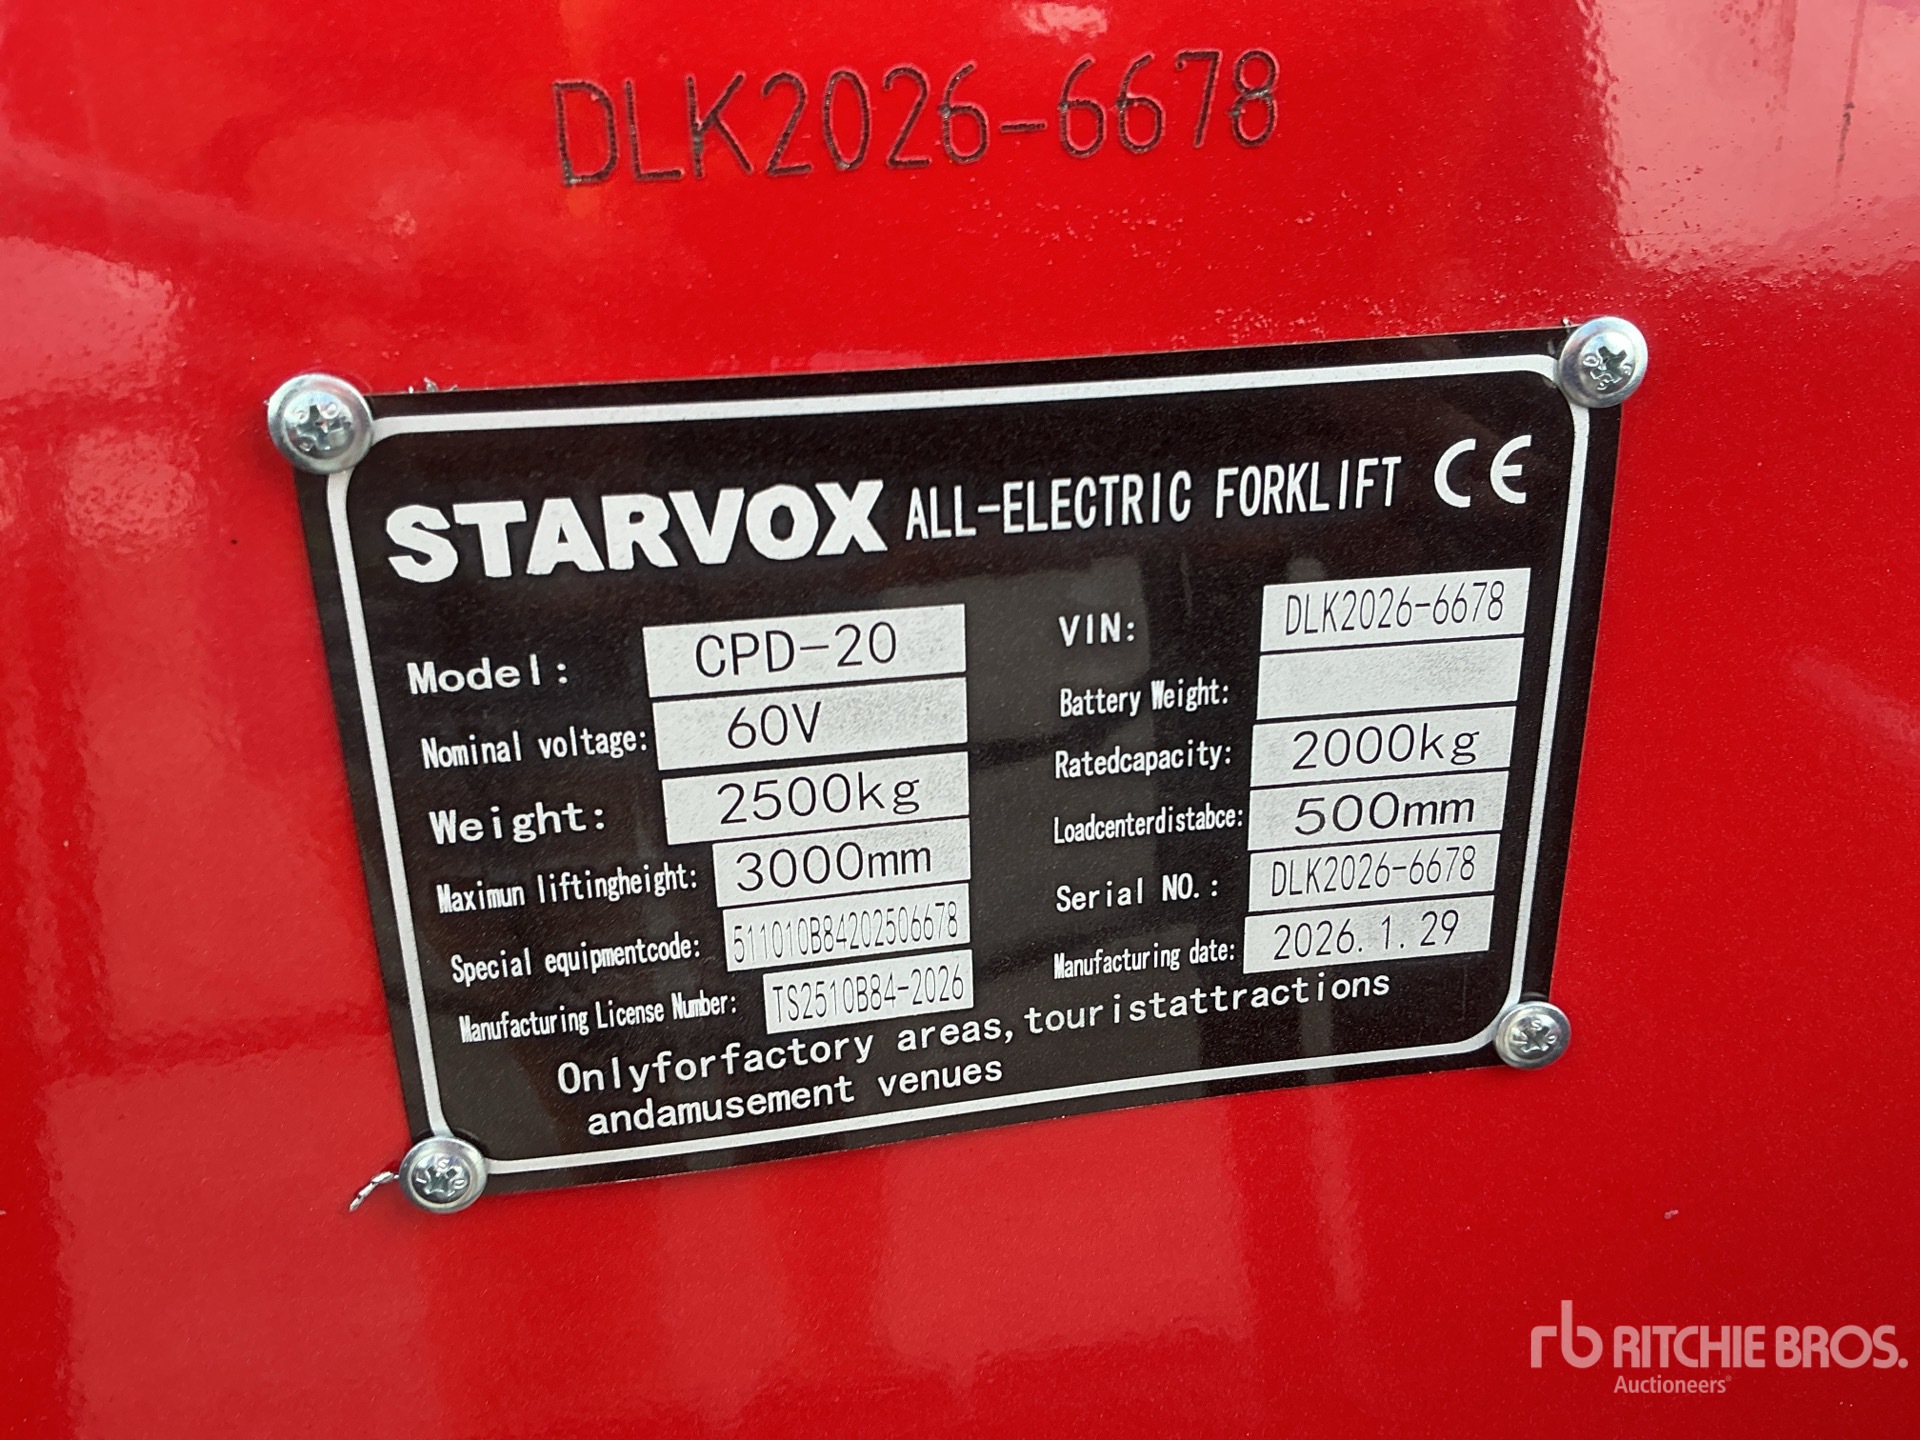 DLK2026-6678
STARVOX ALL-ELECTRIC FORKLIFT CE
Model: CPD-20
VIN: DLK2026-6678
Nominal voltage: 60V
Battery Weight:
Weight: 2500kg
Ratedcapacity: 2000kg
Maximun liftingheight: 3000mm
Loadcenterdistabce: 500mm
Special equipmentcode: 511010B84202506678
Serial NO.: DLK2026-6678
Manufacturing License Number: TS2510B84-2026
Manufacturing date: 2026.1.29
Onlyforfactory areas,touristattractions
andamusement venues
rb RITCHIE BROS.
Auctioneers